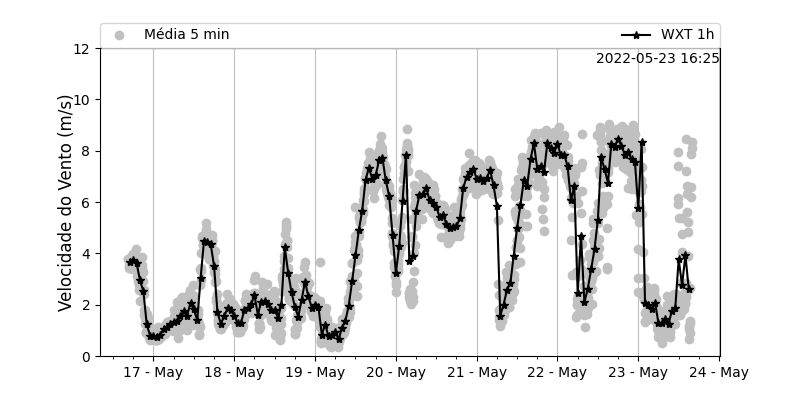 Média 5 min
WXT 1h
2022-05-23 16:25
Velocidade do Vento (m/s)
12
10
8
6
4
2
0
17 - May
18 - May
19 - May
20 - May
21 - May
22 - May
23 - May
24 - May